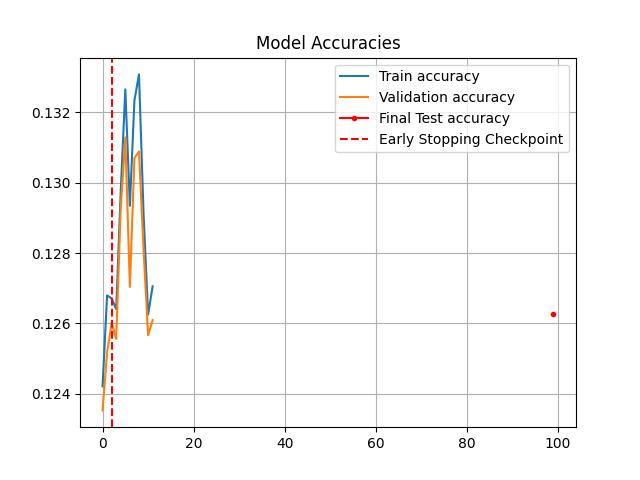 Model Accuracies
Train accuracy
Validation accuracy
Final Test accuracy
Early Stopping Checkpoint
0.132
0.130
0.128
0.126
0.124
0 20 40 60 80 100